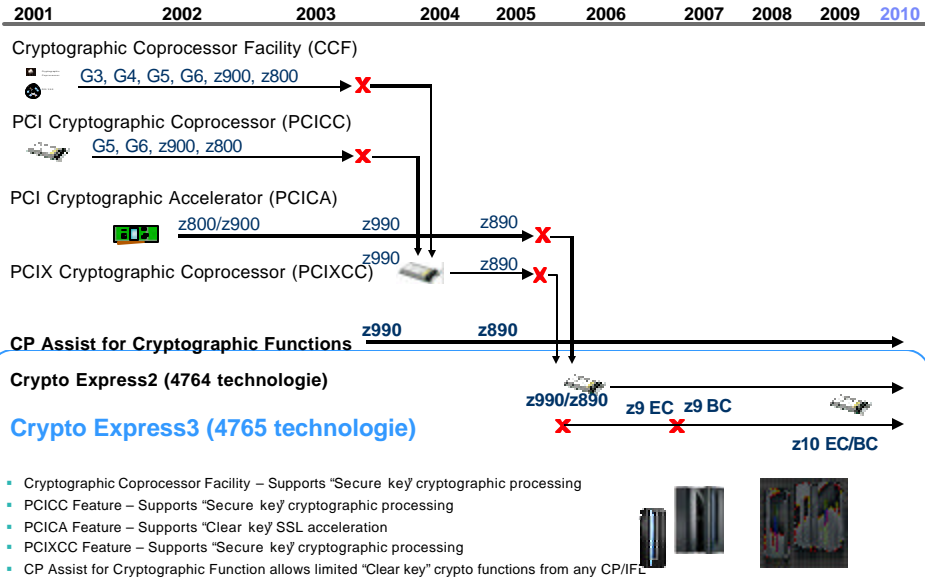 2001 2002 2003 2004 2005 2006 2007 2008 2009 2010
Cryptographic Coprocessor Facility (CCF)
G3, G4, G5, G6, z900, z800
PCI Cryptographic Coprocessor (PCICC)
G5, G6, z900, z800
PCI Cryptographic Accelerator (PCICA)
z800/z900 z990 z890
PCIX Cryptographic Coprocessor (PCIXCC) z990 z890
CP Assist for Cryptographic Functions z990 z890
Crypto Express2 (4764 technologie)
z990/z890 z9 EC z9 BC
Crypto Express3 (4765 technologie)
z10 EC/BC
▪ Cryptographic Coprocessor Facility – Supports “Secure key” cryptographic processing
▪ PCICC Feature – Supports “Secure key” cryptographic processing
▪ PCICA Feature – Supports “Clear key” SSL acceleration
▪ PCIXCC Feature – Supports “Secure key” cryptographic processing
▪ CP Assist for Cryptographic Function allows limited “Clear key” crypto functions from any CP/IFL